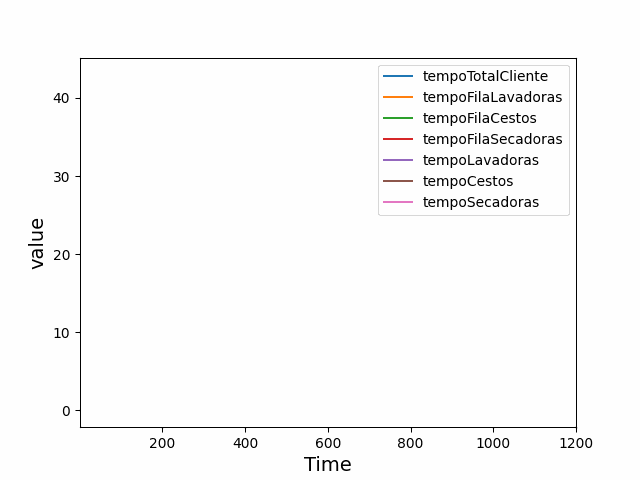 tempoTotalCliente
tempoFilaLavadoras
tempoFilaCestos
tempoFilaSecadoras
tempoLavadoras
tempoCestos
tempoSecadoras
value
40
30
20
10
0
200 400 600 800 1000 1200
Time